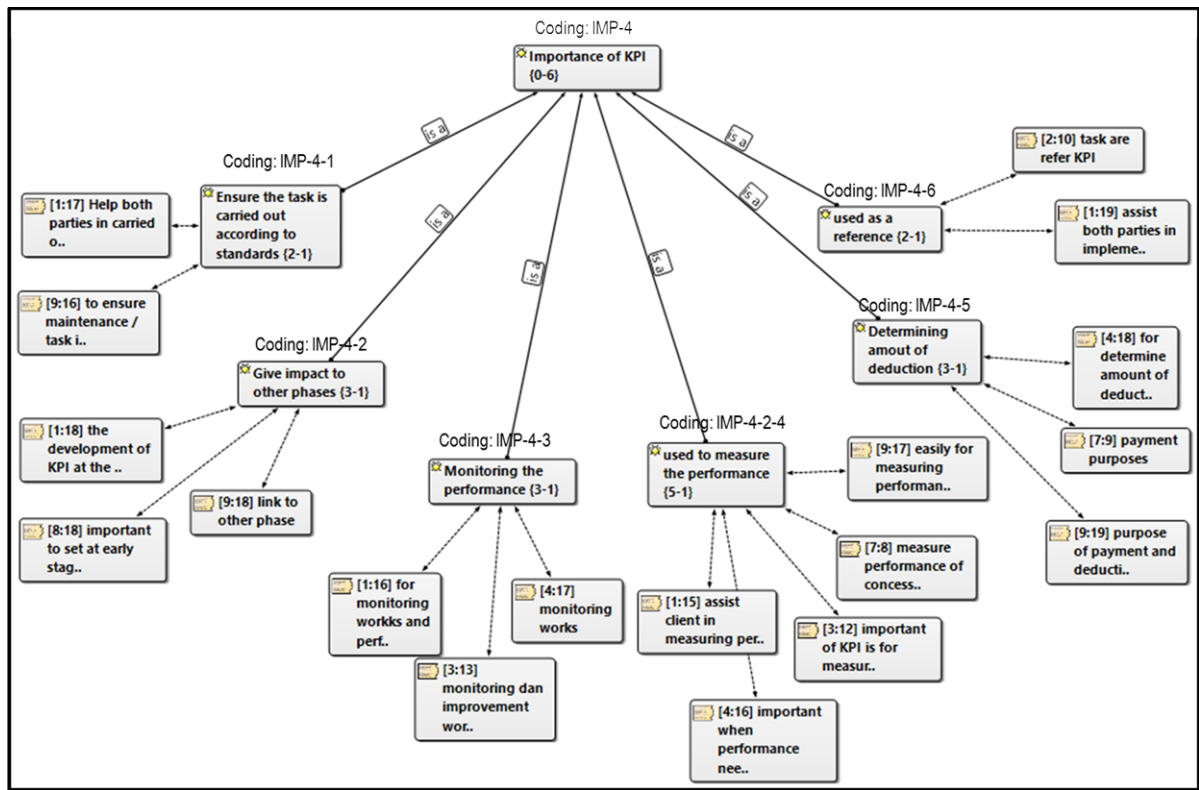 Coding: IMP-4
Importance of KPI
{0-6}
is a
is a
is a
is a
is a
is a
Coding: IMP-4-1
Ensure the task is
carried out
according to
standards {2-1}
[1:17] Help both
parties in carried
o..
[9:16] to ensure
maintenance /
task i..
Coding: IMP-4-2
Give impact to
other phases {3-1}
[1:18] the
development of
KPI at the ..
[8:18] important
to set at early
stag..
[9:18] link to
other phase
Coding: IMP-4-3
Monitoring the
performance {3-1}
[1:16] for
monitoring
workks and
perf..
[3:13]
monitoring dan
improvement
wor..
[4:17]
monitoring
works
Coding: IMP-4-2-4
used to measure
the performance
{5-1}
[1:15] assist
client in
measuring per..
[4:16] important
when
performance
nee..
[3:12] important
of KPI is for
measur..
[7:8] measure
performance of
concess..
[9:17] easily for
measuring
performan..
Coding: IMP-4-5
Determining
amout of
deduction {3-1}
[4:18] for
determine
amount of
deduct..
[7:9] payment
purposes
[9:19] purpose
of payment and
deducti..
Coding: IMP-4-6
used as a
reference {2-1}
[2:10] task are
refer KPI
[1:19] assist
both parties in
impleme..